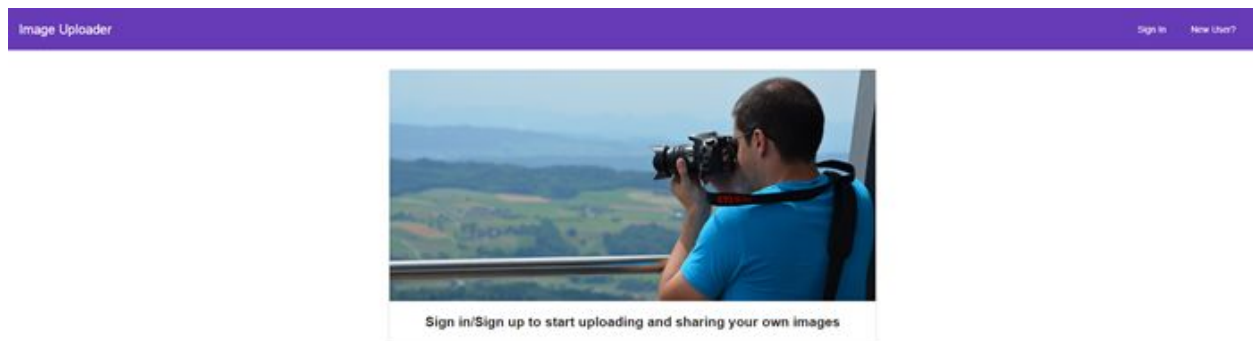 Image Uploader
Sign In New User?
Sign in/Sign up to start uploading and sharing your own images